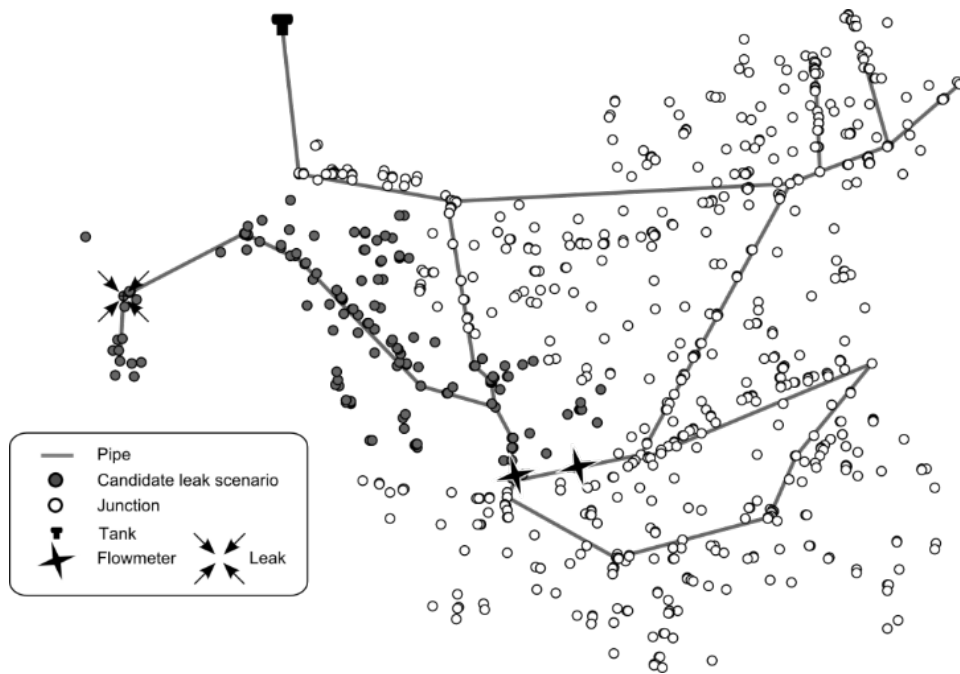 Pipe
Candidate leak scenario
Junction
Tank
Flowmeter
Leak